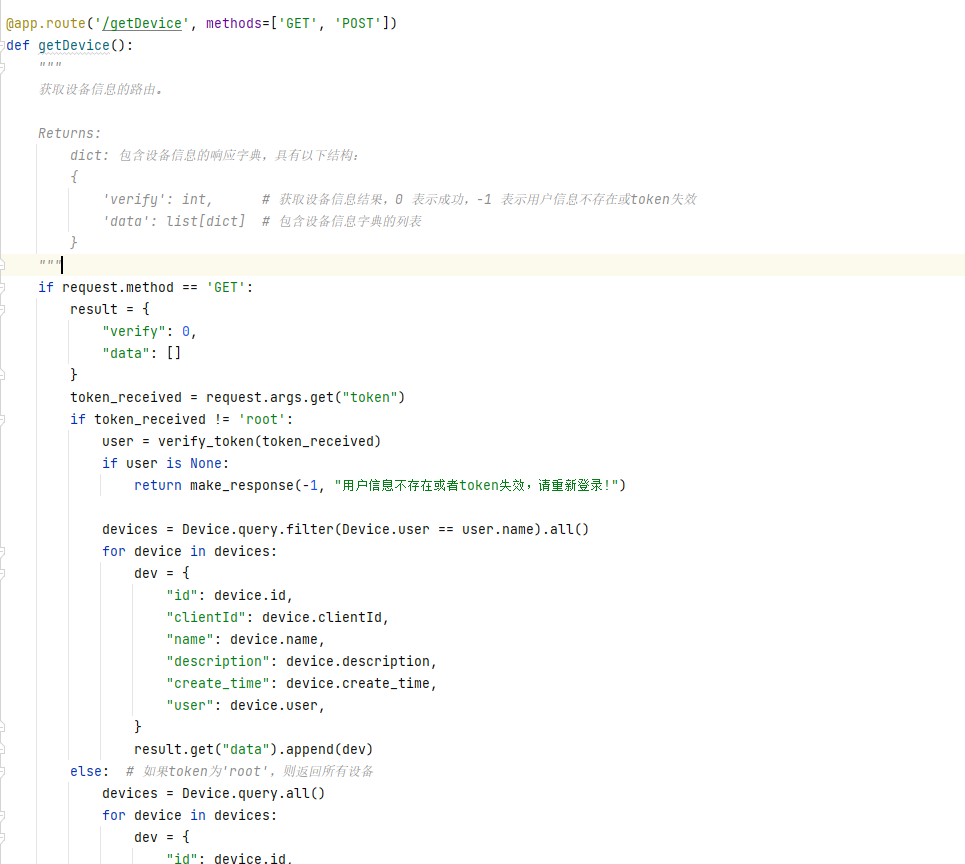 @app.route('/getDevice', methods=['GET', 'POST'])
def getDevice():
    """
    获取设备信息的路由。

    Returns:
        dict: 包含设备信息的响应字典，具有以下结构：
        {
            'verify': int,      # 获取设备信息结果，0 表示成功，-1 表示用户信息不存在或token失效
            'data': list[dict]  # 包含设备信息字典的列表
        }
    """
    if request.method == 'GET':
        result = {
            "verify": 0,
            "data": []
        }
        token_received = request.args.get("token")
        if token_received != 'root':
            user = verify_token(token_received)
            if user is None:
                return make_response(-1, "用户信息不存在或者token失效，请重新登录!")

            devices = Device.query.filter(Device.user == user.name).all()
            for device in devices:
                dev = {
                    "id": device.id,
                    "clientId": device.clientId,
                    "name": device.name,
                    "description": device.description,
                    "create_time": device.create_time,
                    "user": device.user,
                }
                result.get("data").append(dev)
        else:  # 如果token为'root'，则返回所有设备
            devices = Device.query.all()
            for device in devices:
                dev = {
                    "id": device.id,